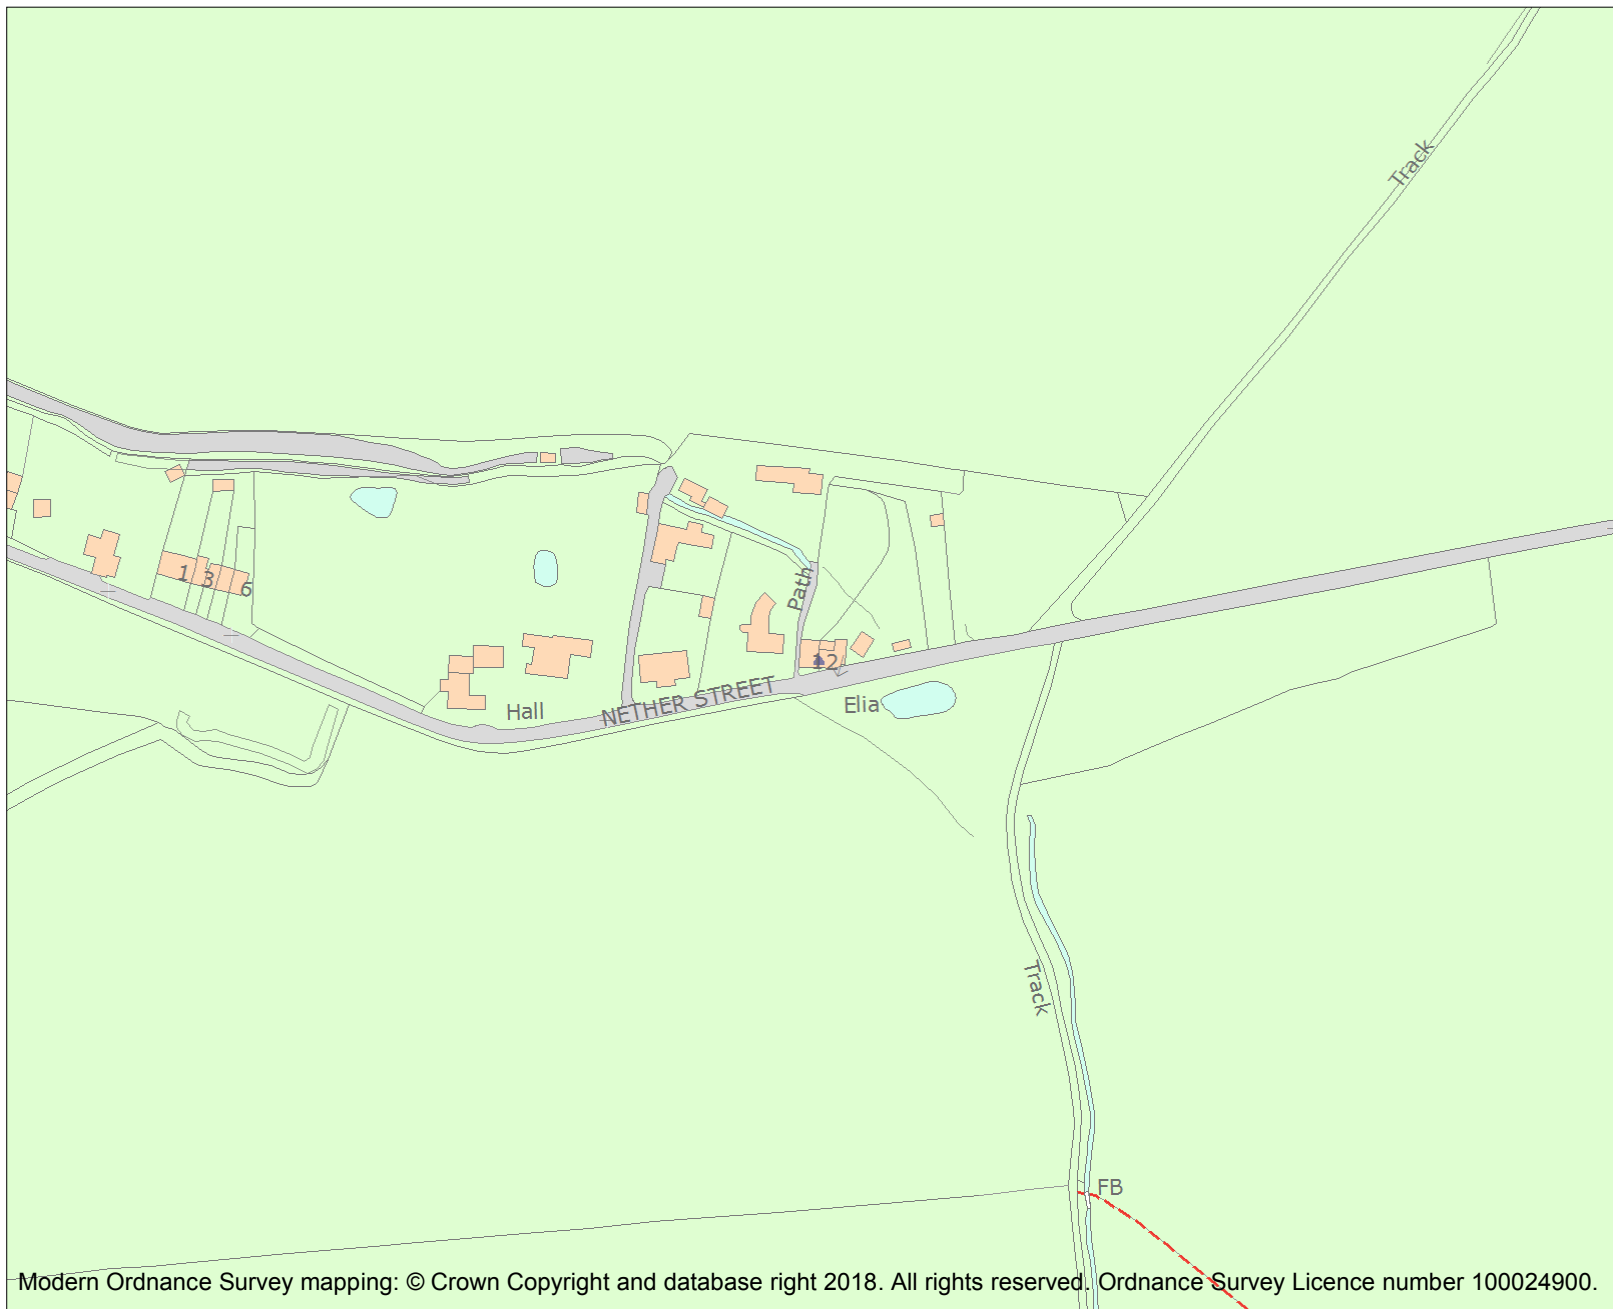 Track
1
3
6
Path
12
NETHER STREET
Elia
Hall
Track
FB
Modern Ordnance Survey mapping: © Crown Copyright and database right 2018. All rights reserved. Ordnance Survey Licence number 100024900.